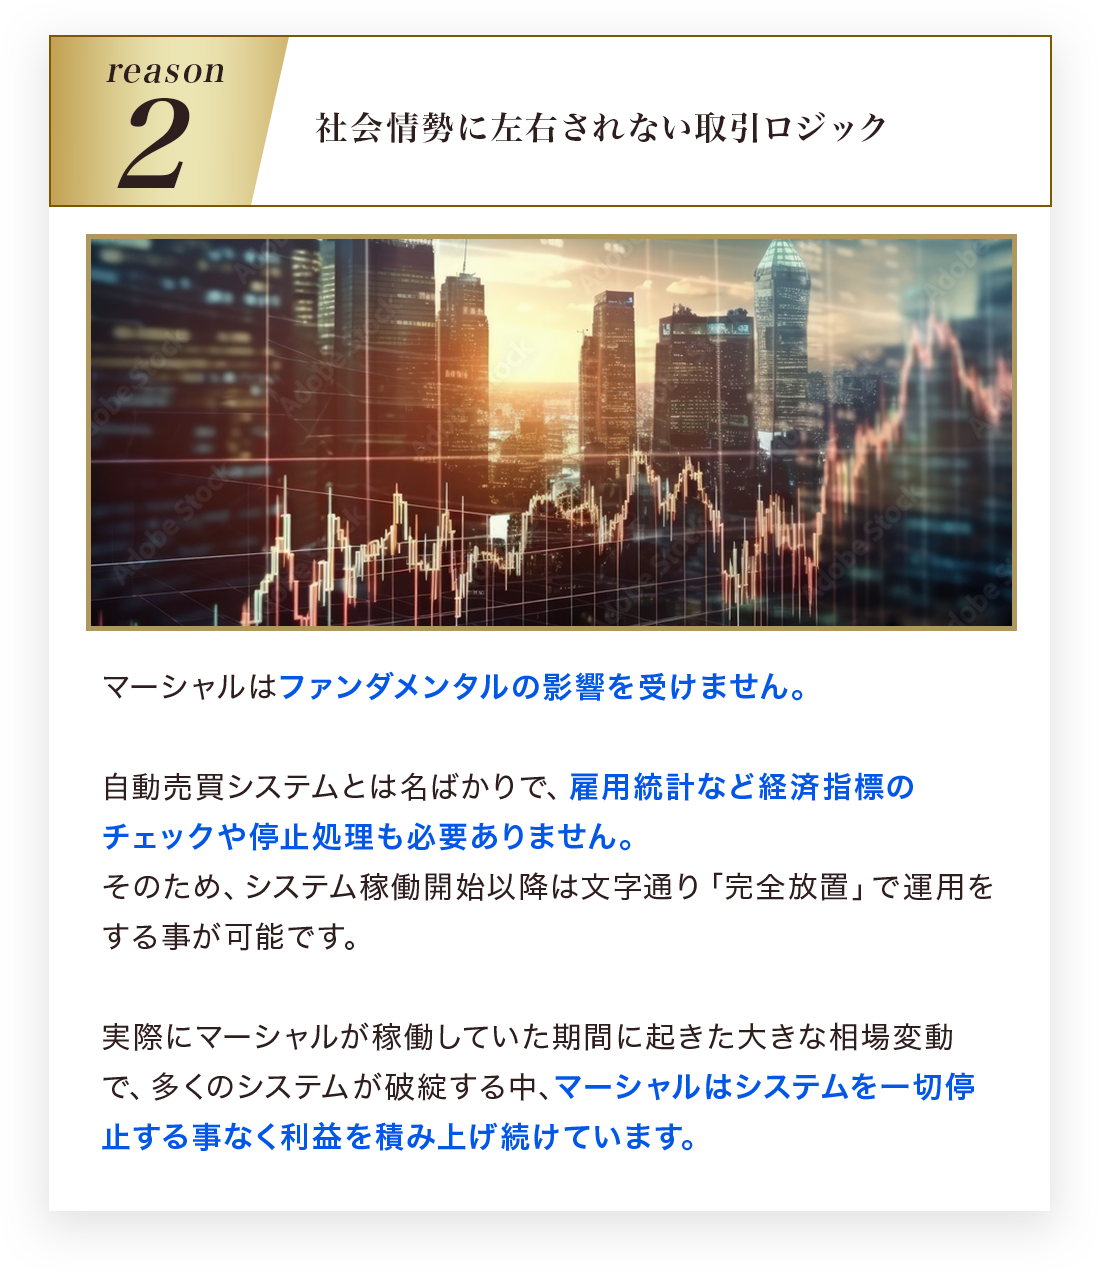 reason
2
社会情勢に左右されない取引ロジック
Adobe Stock
マーシャルはファンダメンタルの影響を受けません。
自動売買システムとは名ばかりで、雇用統計など経済指標の
チェックや停止処理も必要ありません。
そのため、システム稼働開始以降は文字通り「完全放置」で運用を
する事が可能です。
実際にマーシャルが稼働していた期間に起きた大きな相場変動
で、多くのシステムが破綻する中、マーシャルはシステムを一切停
止する事なく利益を積み上げ続けています。